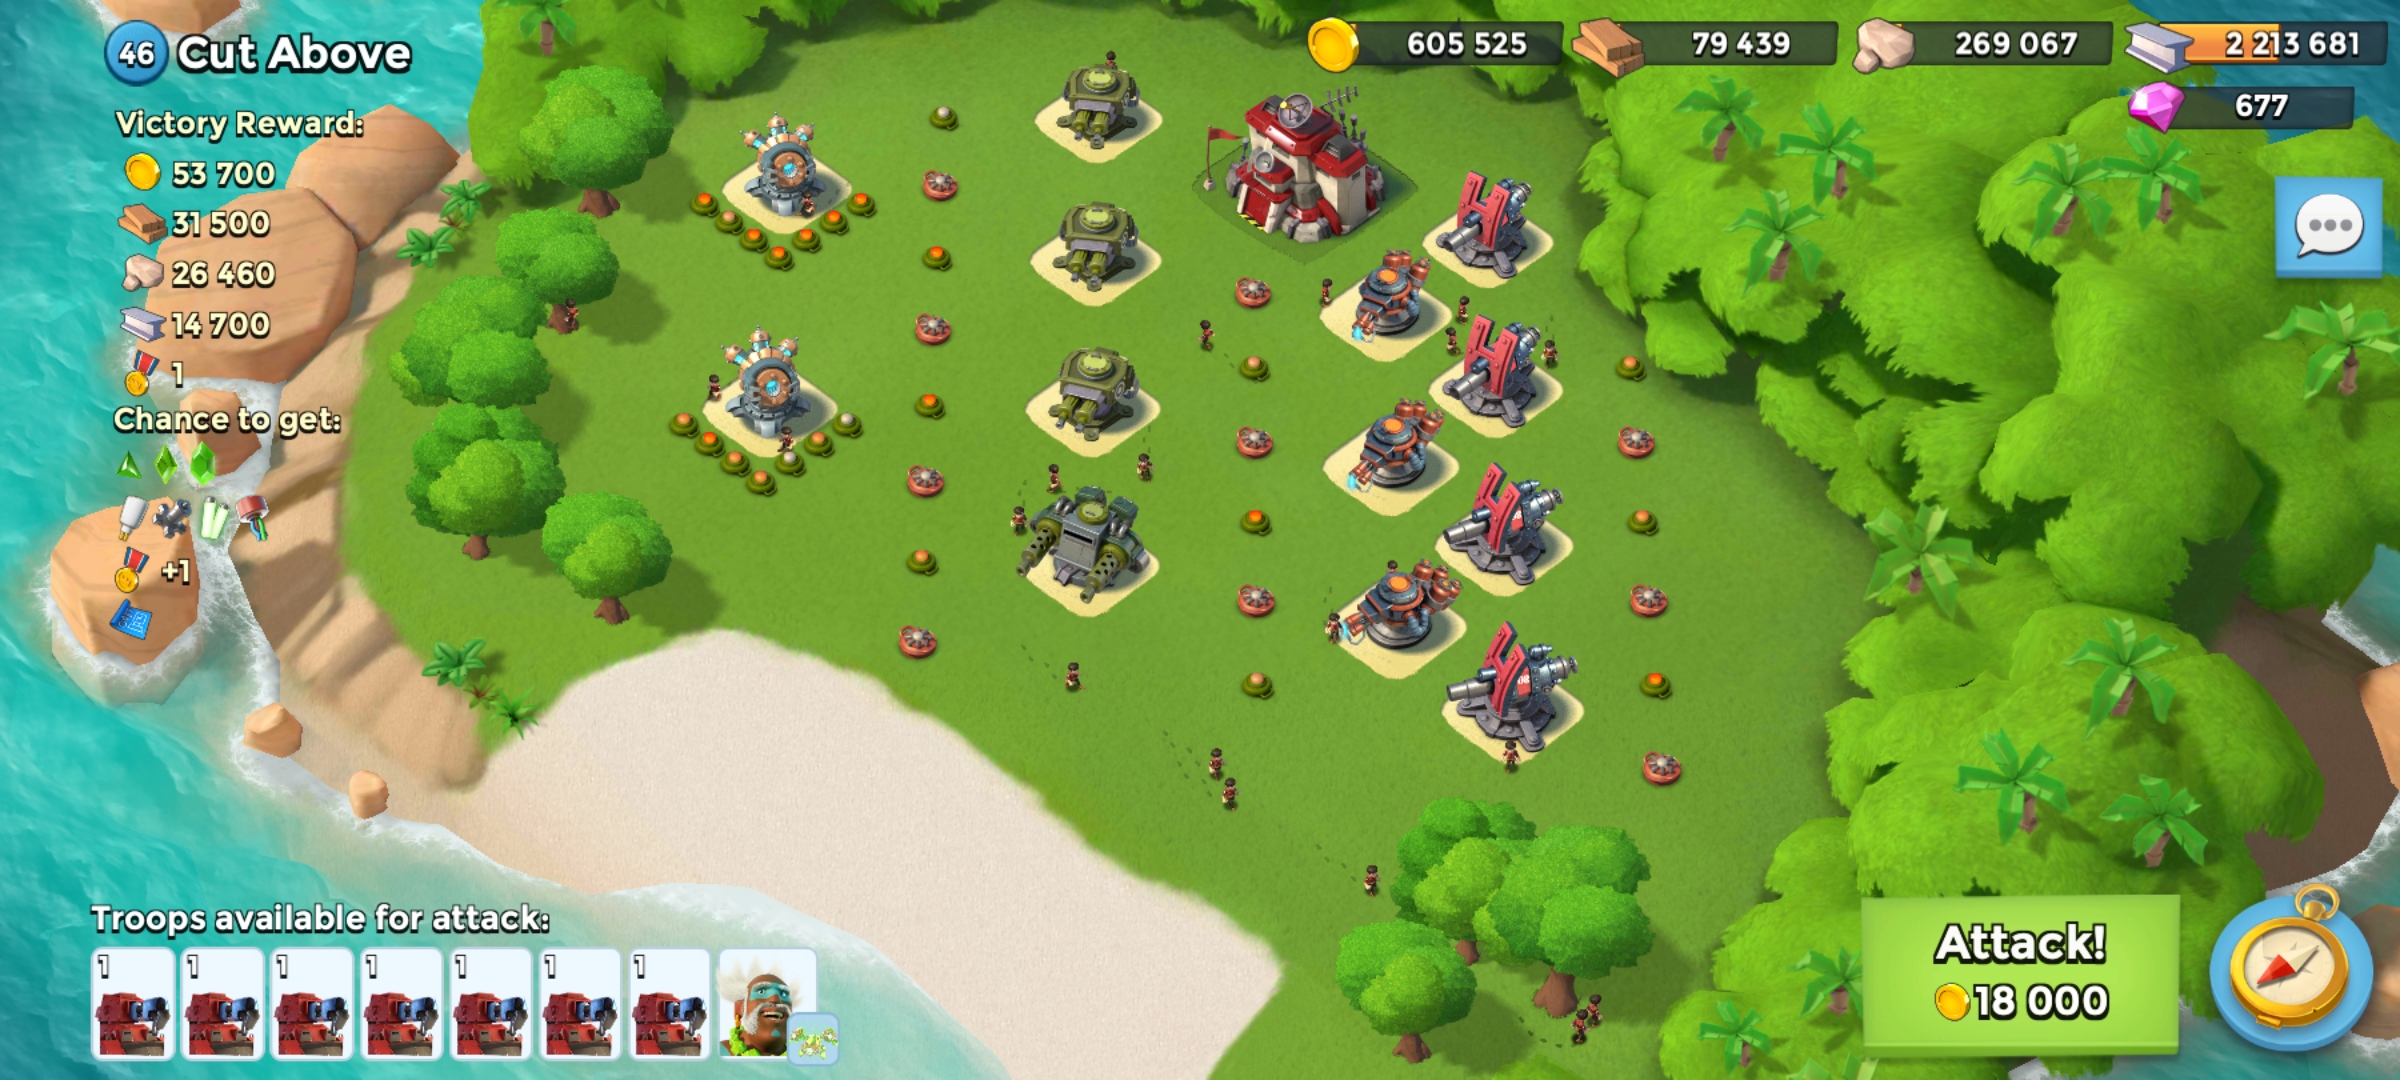 46 Cut Above
605 525
79 439
269 067
2 213 681
677
Victory Reward:
53 700
31 500
26 460
14 700
1
Chance to get:
+1
Troops available for attack:
1 1 1 1 1 1 1
Attack!
18 000